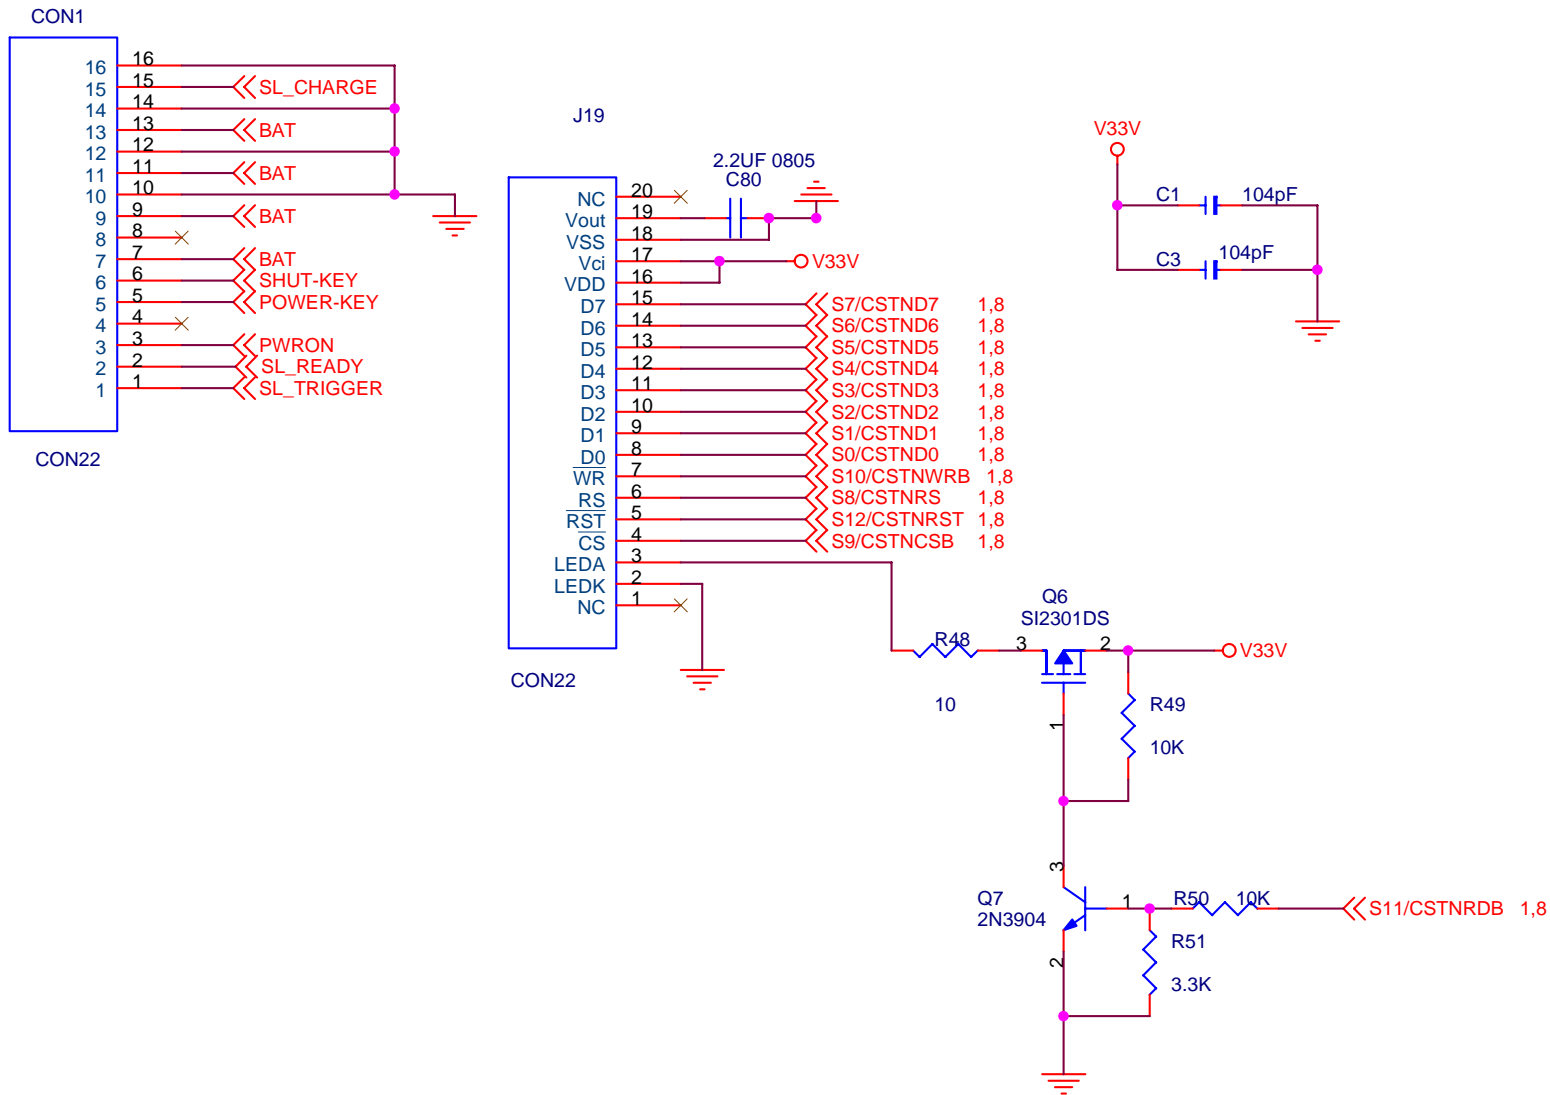 CON1
16 16
15 15 SL_CHARGE
14 14
13 13 BAT
12 12
11 11 BAT
10 10
9 9 BAT
8 8
7 7 BAT
6 6 SHUT-KEY
5 5 POWER-KEY
4 4
3 3 PWRON
2 2 SL_READY
1 1 SL_TRIGGER
CON22
J19
2.2UF 0805
C80
NC 20
Vout 19
VSS 18
Vci 17 V33V
VDD 16
D7 15 S7/CSTND7 1,8
D6 14 S6/CSTND6 1,8
D5 13 S5/CSTND5 1,8
D4 12 S4/CSTND4 1,8
D3 11 S3/CSTND3 1,8
D2 10 S2/CSTND2 1,8
D1 9 S1/CSTND1 1,8
D0 8 S0/CSTND0 1,8
WR 7 S10/CSTNWRB 1,8
RS 6 S8/CSTNRS 1,8
RST 5 S12/CSTNRST 1,8
CS 4 S9/CSTNCSB 1,8
LEDA 3
LEDK 2
NC 1
CON22
V33V
C1 104pF
C3 104pF
Q6
SI2301DS
R48 3 2 V33V
10
1
R49
10K
3
Q7
2N3904
1 R50 10K S11/CSTNRDB 1,8
2
R51
3.3K